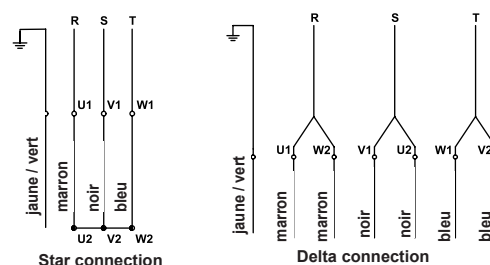 R S T
U1 V1 W1
jaune / vert
marron
noir
bleu
U2 V2 W2
Star connection
R S T
U1 W2 V1 U2 W1 V2
jaune / vert
marron
marron
noir
noir
bleu
bleu
Delta connection